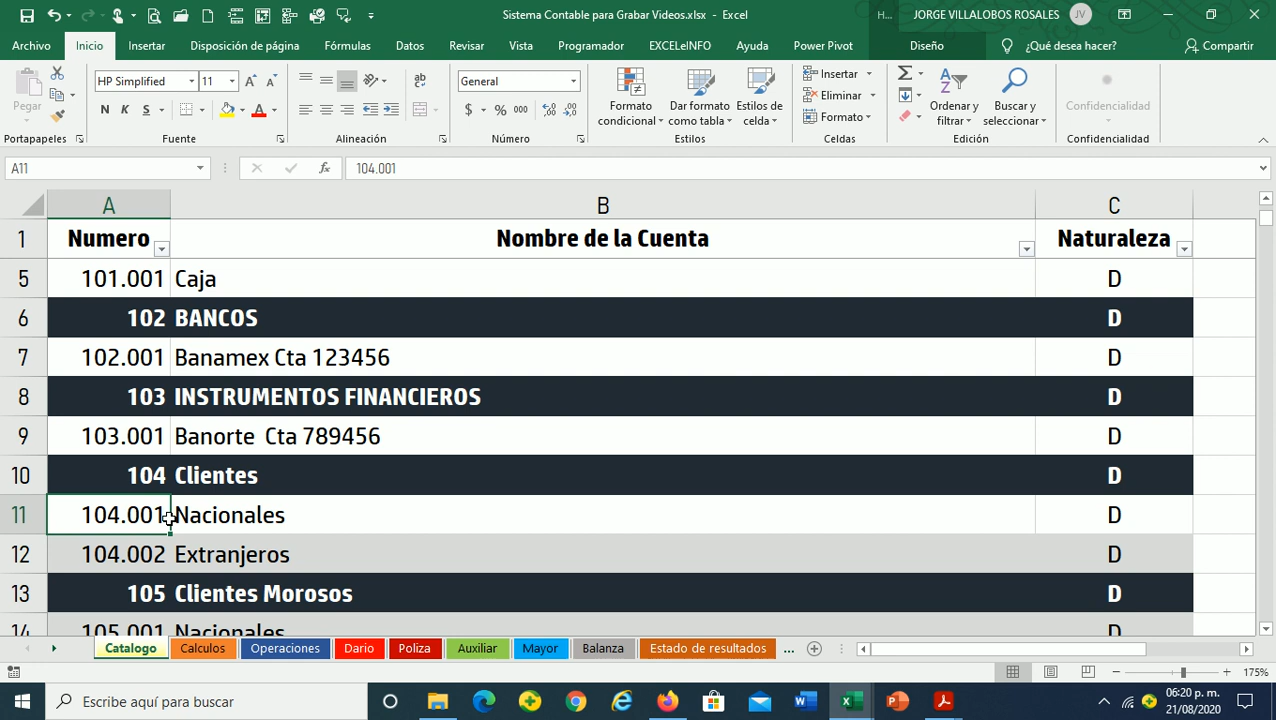 Sistema Contable para Grabar Videos.xlsx - Excel
H...
JORGE VILLALOBOS ROSALES
JV
Archivo Inicio Insertar Disposición de página Fórmulas Datos Revisar Vista Programador EXCELeINFO Ayuda Power Pivot Diseño ¿Qué desea hacer? Compartir
Pegar
HP Simplified 11
N K S
General
$ % 000
Formato condicional
Dar formato como tabla
Estilos de celda
Insertar
Eliminar
Formato
Ordenar y filtrar
Buscar y seleccionar
Confidencialidad
Portapapeles Fuente Alineación Número Estilos Celdas Edición Confidencialidad
A11 fx 104.001
A B C
1 Numero Nombre de la Cuenta Naturaleza
5 101.001 Caja D
6 102 BANCOS D
7 102.001 Banamex Cta 123456 D
8 103 INSTRUMENTOS FINANCIEROS D
9 103.001 Banorte Cta 789456 D
10 104 Clientes D
11 104.001 Nacionales D
12 104.002 Extranjeros D
13 105 Clientes Morosos D
14 105.001 Nacionales D
Catalogo Calculos Operaciones Diario Poliza Auxiliar Mayor Balanza Estado de resultados ...
175%
Escribe aquí para buscar
06:20 p. m.
21/08/2020